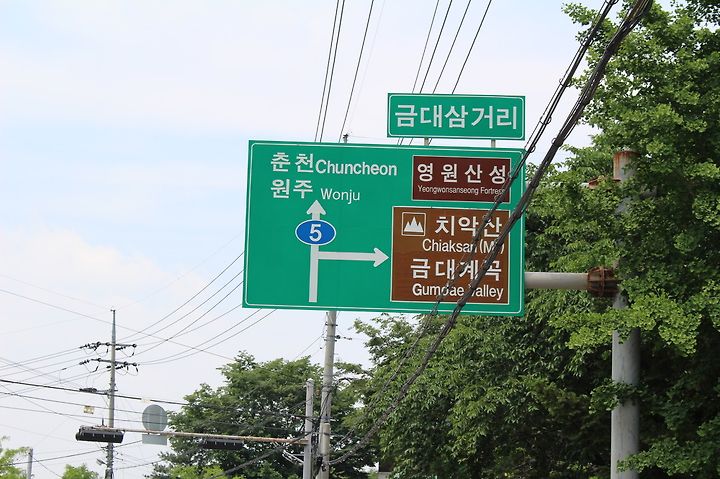 금대삼거리
춘천 Chuncheon
원주 Wonju
5
영원산성
Yeongwonsanseong Fortress
치악산
Chiaksan(Mt)
금대계곡
Gumdae Valley